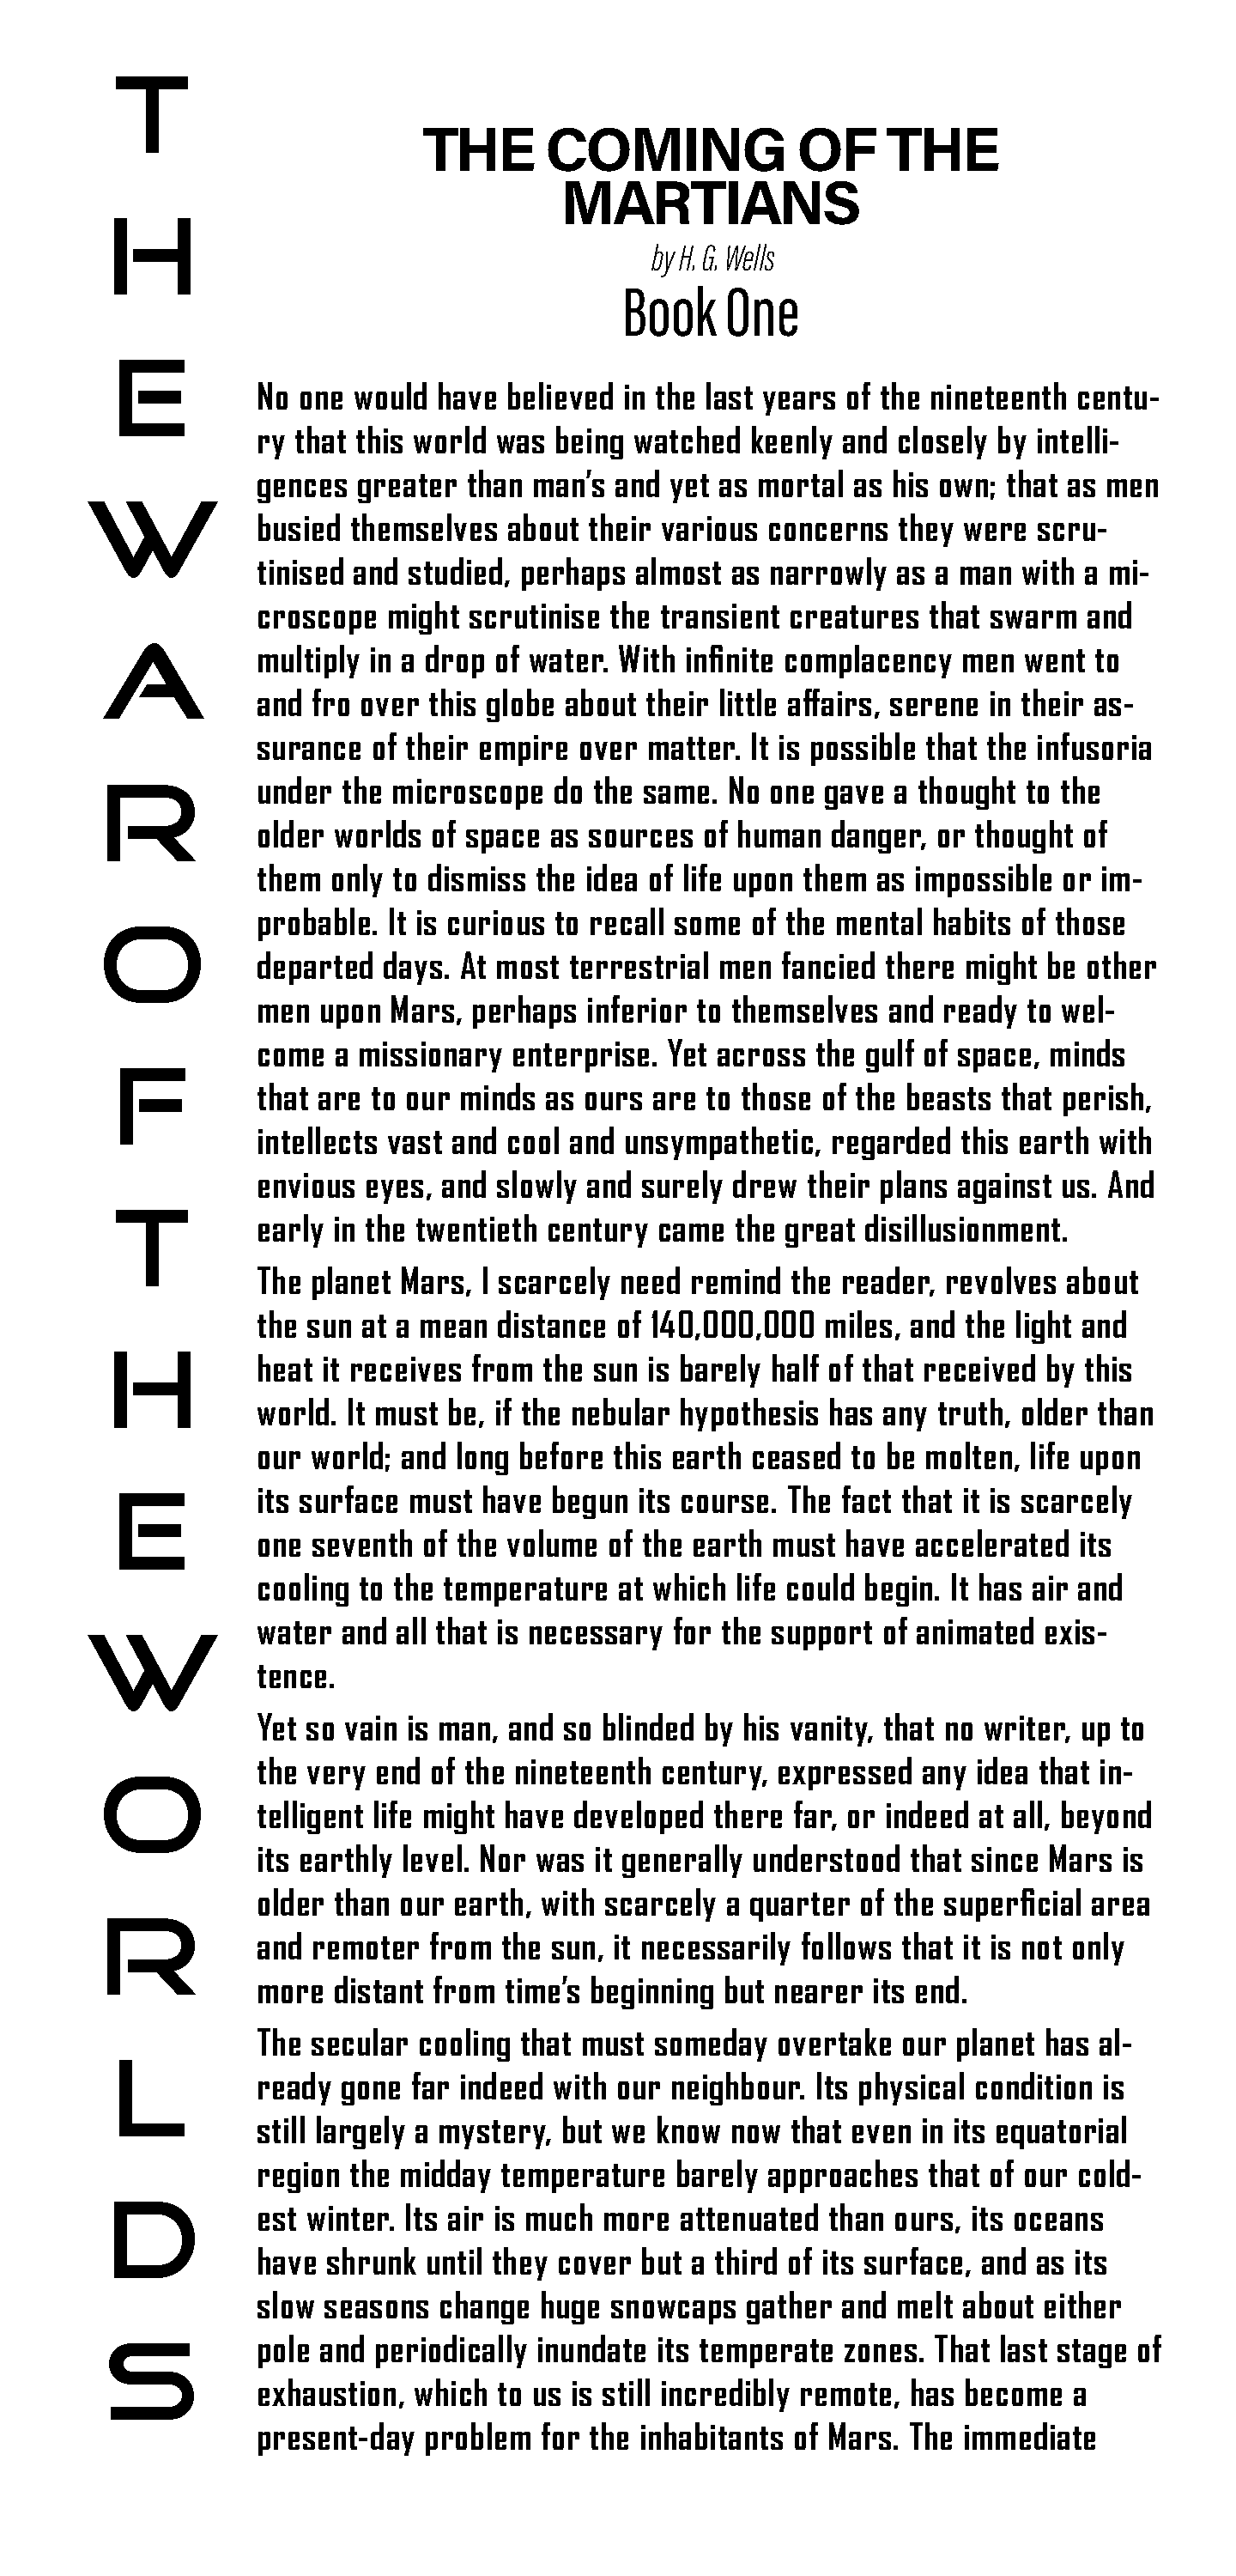 THE WAR OF THE WORLDS
THE COMING OF THE
MARTIANS
by H. G. Wells
Book One
No one would have believed in the last years of the nineteenth centu-
ry that this world was being watched keenly and closely by intelli-
gences greater than man’s and yet as mortal as his own; that as men
busied themselves about their various concerns they were scru-
tinised and studied, perhaps almost as narrowly as a man with a mi-
croscope might scrutinise the transient creatures that swarm and
multiply in a drop of water. With infinite complacency men went to
and fro over this globe about their little affairs, serene in their as-
surance of their empire over matter. It is possible that the infusoria
under the microscope do the same. No one gave a thought to the
older worlds of space as sources of human danger, or thought of
them only to dismiss the idea of life upon them as impossible or im-
probable. It is curious to recall some of the mental habits of those
departed days. At most terrestrial men fancied there might be other
men upon Mars, perhaps inferior to themselves and ready to wel-
come a missionary enterprise. Yet across the gulf of space, minds
that are to our minds as ours are to those of the beasts that perish,
intellects vast and cool and unsympathetic, regarded this earth with
envious eyes, and slowly and surely drew their plans against us. And
early in the twentieth century came the great disillusionment.
The planet Mars, I scarcely need remind the reader, revolves about
the sun at a mean distance of 140,000,000 miles, and the light and
heat it receives from the sun is barely half of that received by this
world. It must be, if the nebular hypothesis has any truth, older than
our world; and long before this earth ceased to be molten, life upon
its surface must have begun its course. The fact that it is scarcely
one seventh of the volume of the earth must have accelerated its
cooling to the temperature at which life could begin. It has air and
water and all that is necessary for the support of animated exis-
tence.
Yet so vain is man, and so blinded by his vanity, that no writer, up to
the very end of the nineteenth century, expressed any idea that in-
telligent life might have developed there far, or indeed at all, beyond
its earthly level. Nor was it generally understood that since Mars is
older than our earth, with scarcely a quarter of the superficial area
and remoter from the sun, it necessarily follows that it is not only
more distant from time’s beginning but nearer its end.
The secular cooling that must someday overtake our planet has al-
ready gone far indeed with our neighbour. Its physical condition is
still largely a mystery, but we know now that even in its equatorial
region the midday temperature barely approaches that of our cold-
est winter. Its air is much more attenuated than ours, its oceans
have shrunk until they cover but a third of its surface, and as its
slow seasons change huge snowcaps gather and melt about either
pole and periodically inundate its temperate zones. That last stage of
exhaustion, which to us is still incredibly remote, has become a
present-day problem for the inhabitants of Mars. The immediate